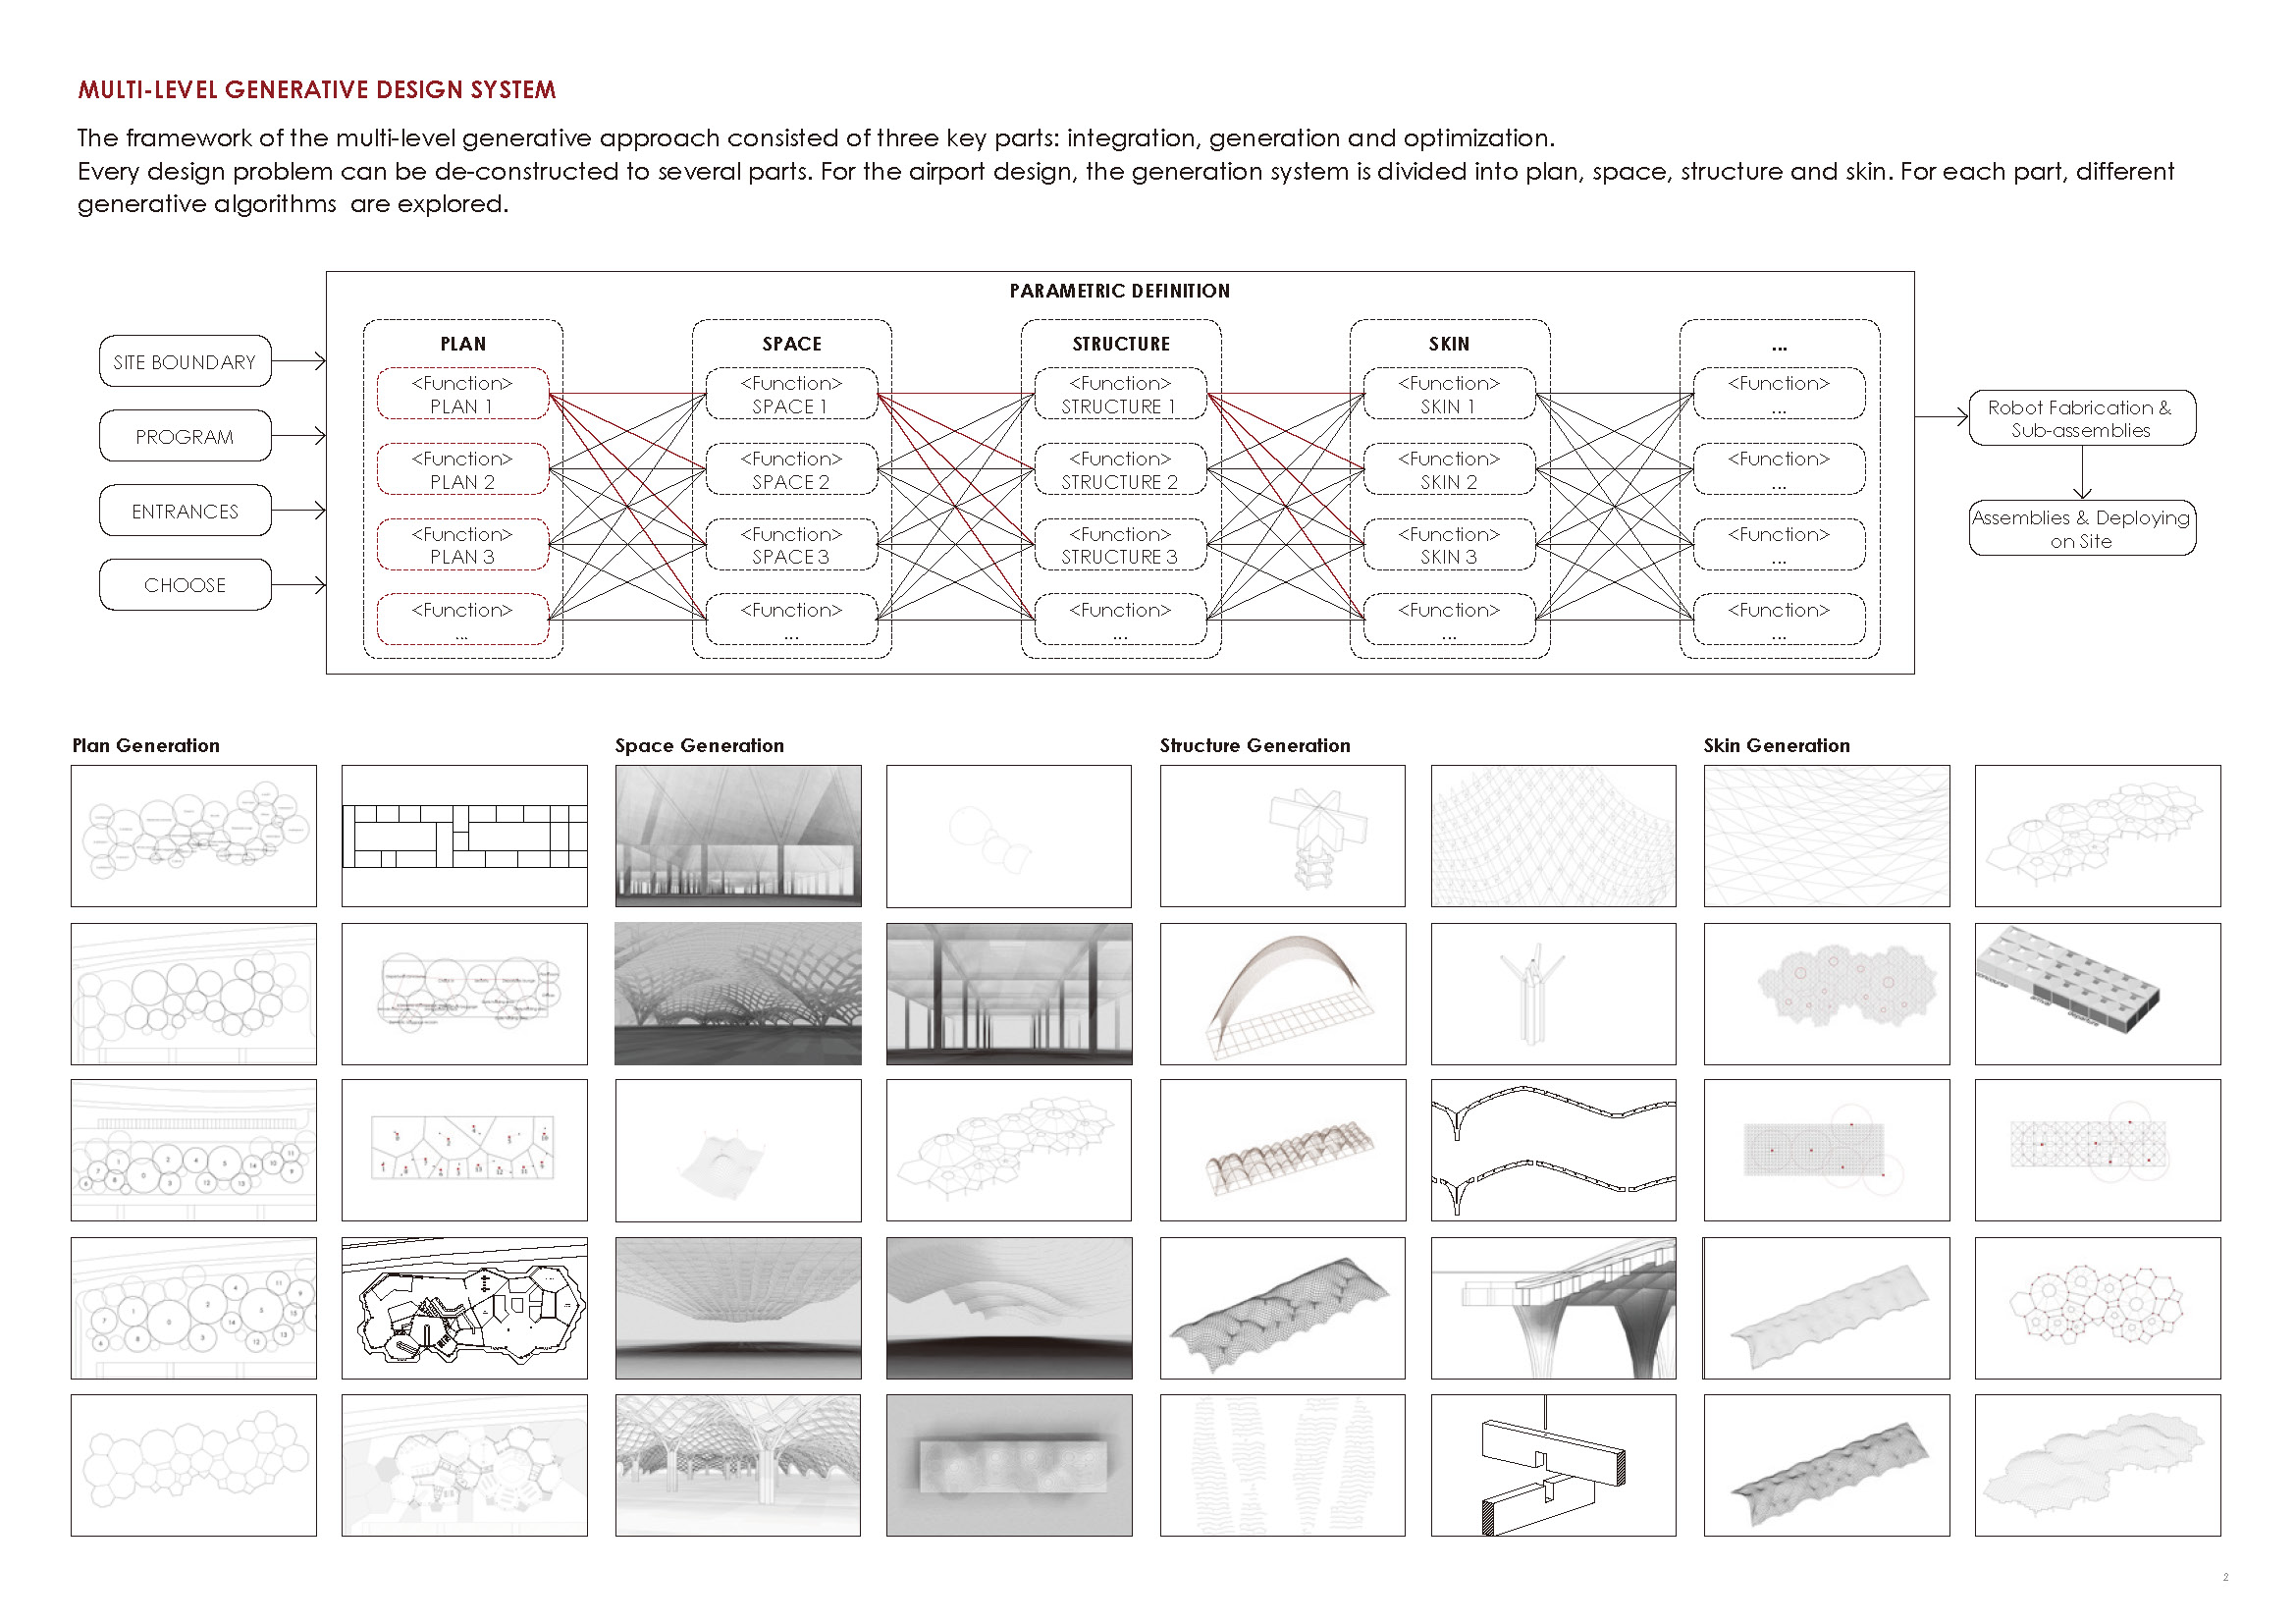 MULTI-LEVEL GENERATIVE DESIGN SYSTEM
The framework of the multi-level generative approach consisted of three key parts: integration, generation and optimization.
Every design problem can be de-constructed to several parts. For the airport design, the generation system is divided into plan, space, structure and skin. For each part, different
generative algorithms are explored.
PARAMETRIC DEFINITION
SITE BOUNDARY
PROGRAM
ENTRANCES
CHOOSE
PLAN
<Function>
PLAN 1
<Function>
PLAN 2
<Function>
PLAN 3
<Function>
...
SPACE
<Function>
SPACE 1
<Function>
SPACE 2
<Function>
SPACE 3
<Function>
...
STRUCTURE
<Function>
STRUCTURE 1
<Function>
STRUCTURE 2
<Function>
STRUCTURE 3
<Function>
...
SKIN
<Function>
SKIN 1
<Function>
SKIN 2
<Function>
SKIN 3
<Function>
...
...
<Function>
...
<Function>
...
<Function>
...
<Function>
...
Robot Fabrication &
Sub-assemblies
Assemblies & Deploying
on Site
Plan Generation
Space Generation
Structure Generation
Skin Generation
departure
2